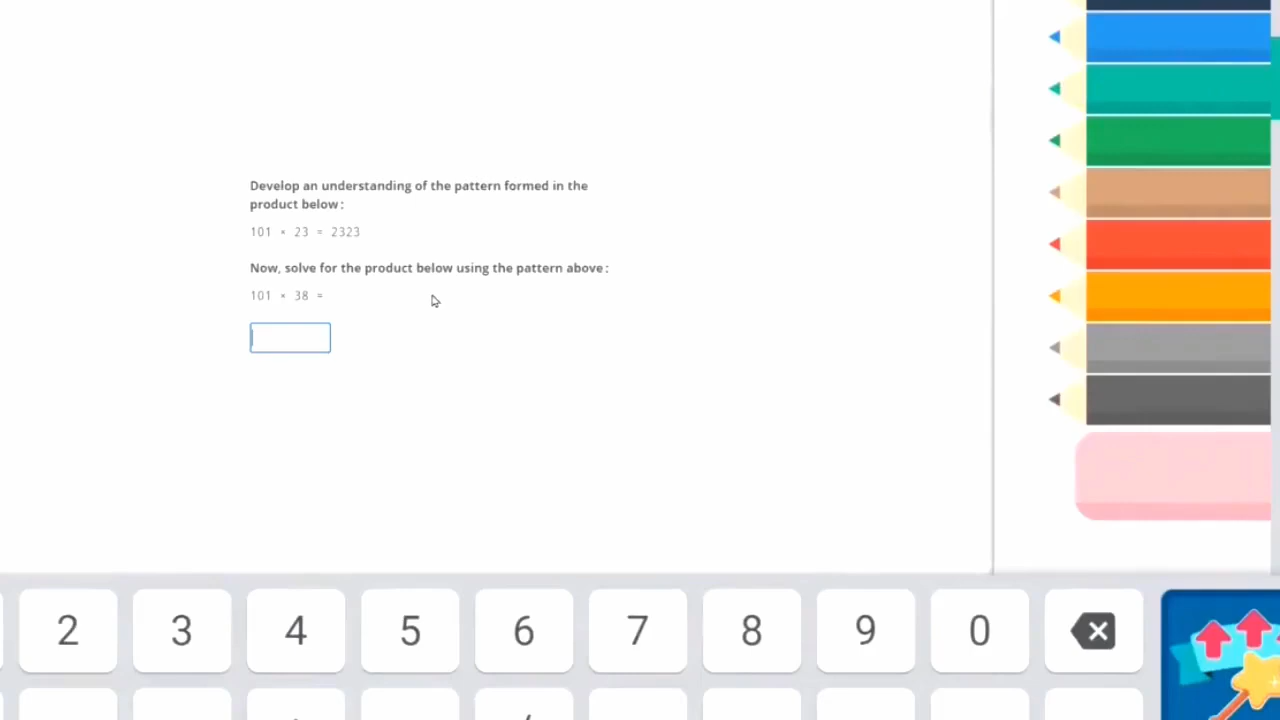 Develop an understanding of the pattern formed in the
product below:
101 × 23 = 2323
Now, solve for the product below using the pattern above:
101 × 38 =
2 3 4 5 6 7 8 9 0